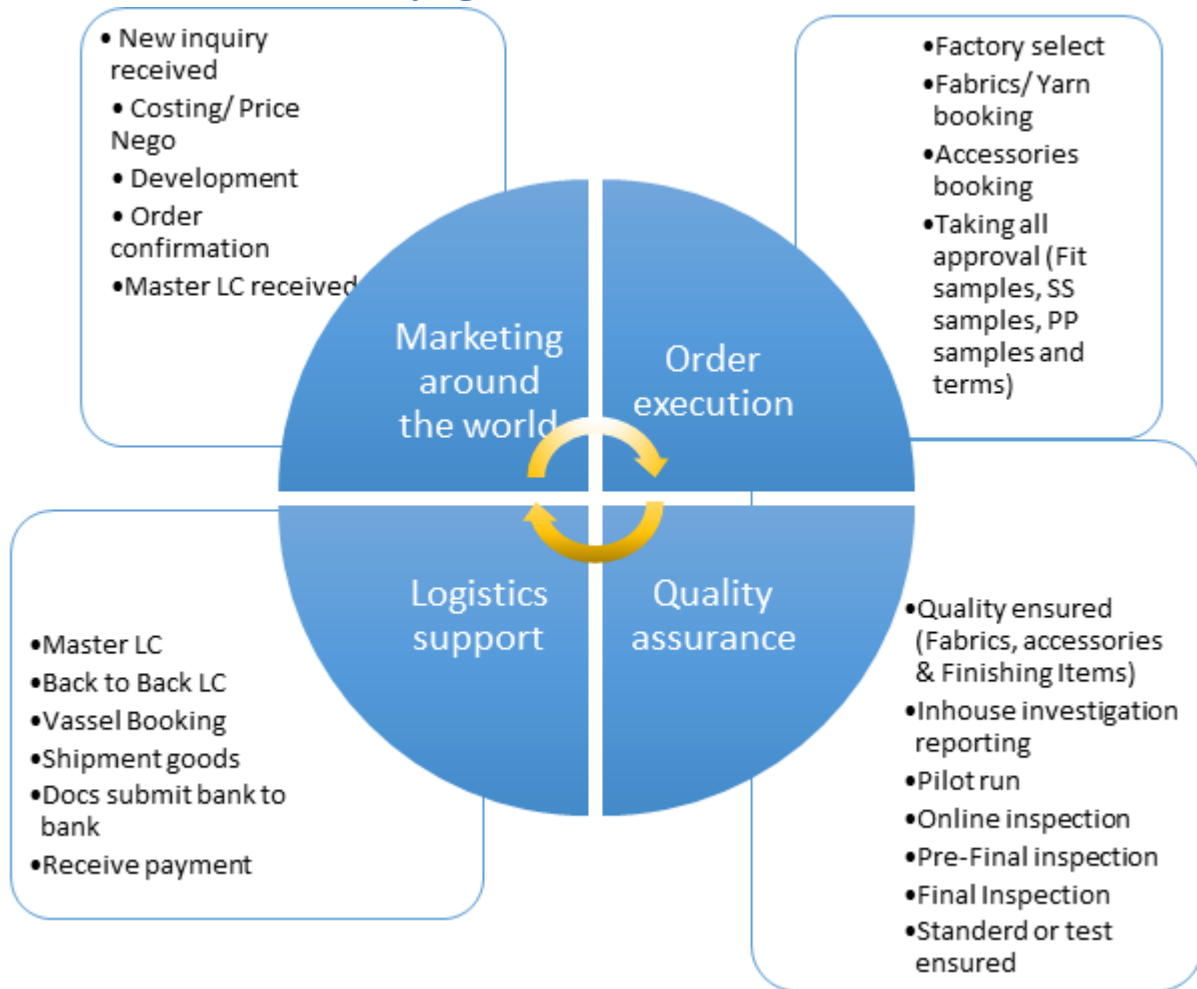 • New inquiry
received
• Costing/ Price
Nego
• Development
• Order
confirmation
•Master LC received
•Factory select
•Fabrics/ Yarn
booking
•Accessories
booking
•Taking all
approval (Fit
samples, SS
samples, PP
samples and
terms)
Marketing
around
the world
Order
execution
Logistics
support
Quality
assurance
•Master LC
•Back to Back LC
•Vassel Booking
•Shipment goods
•Docs submit bank to
bank
•Receive payment
•Quality ensured
(Fabrics, accessories
& Finishing Items)
•Inhouse investigation
reporting
•Pilot run
•Online inspection
•Pre-Final inspection
•Final Inspection
•Standerd or test
ensured